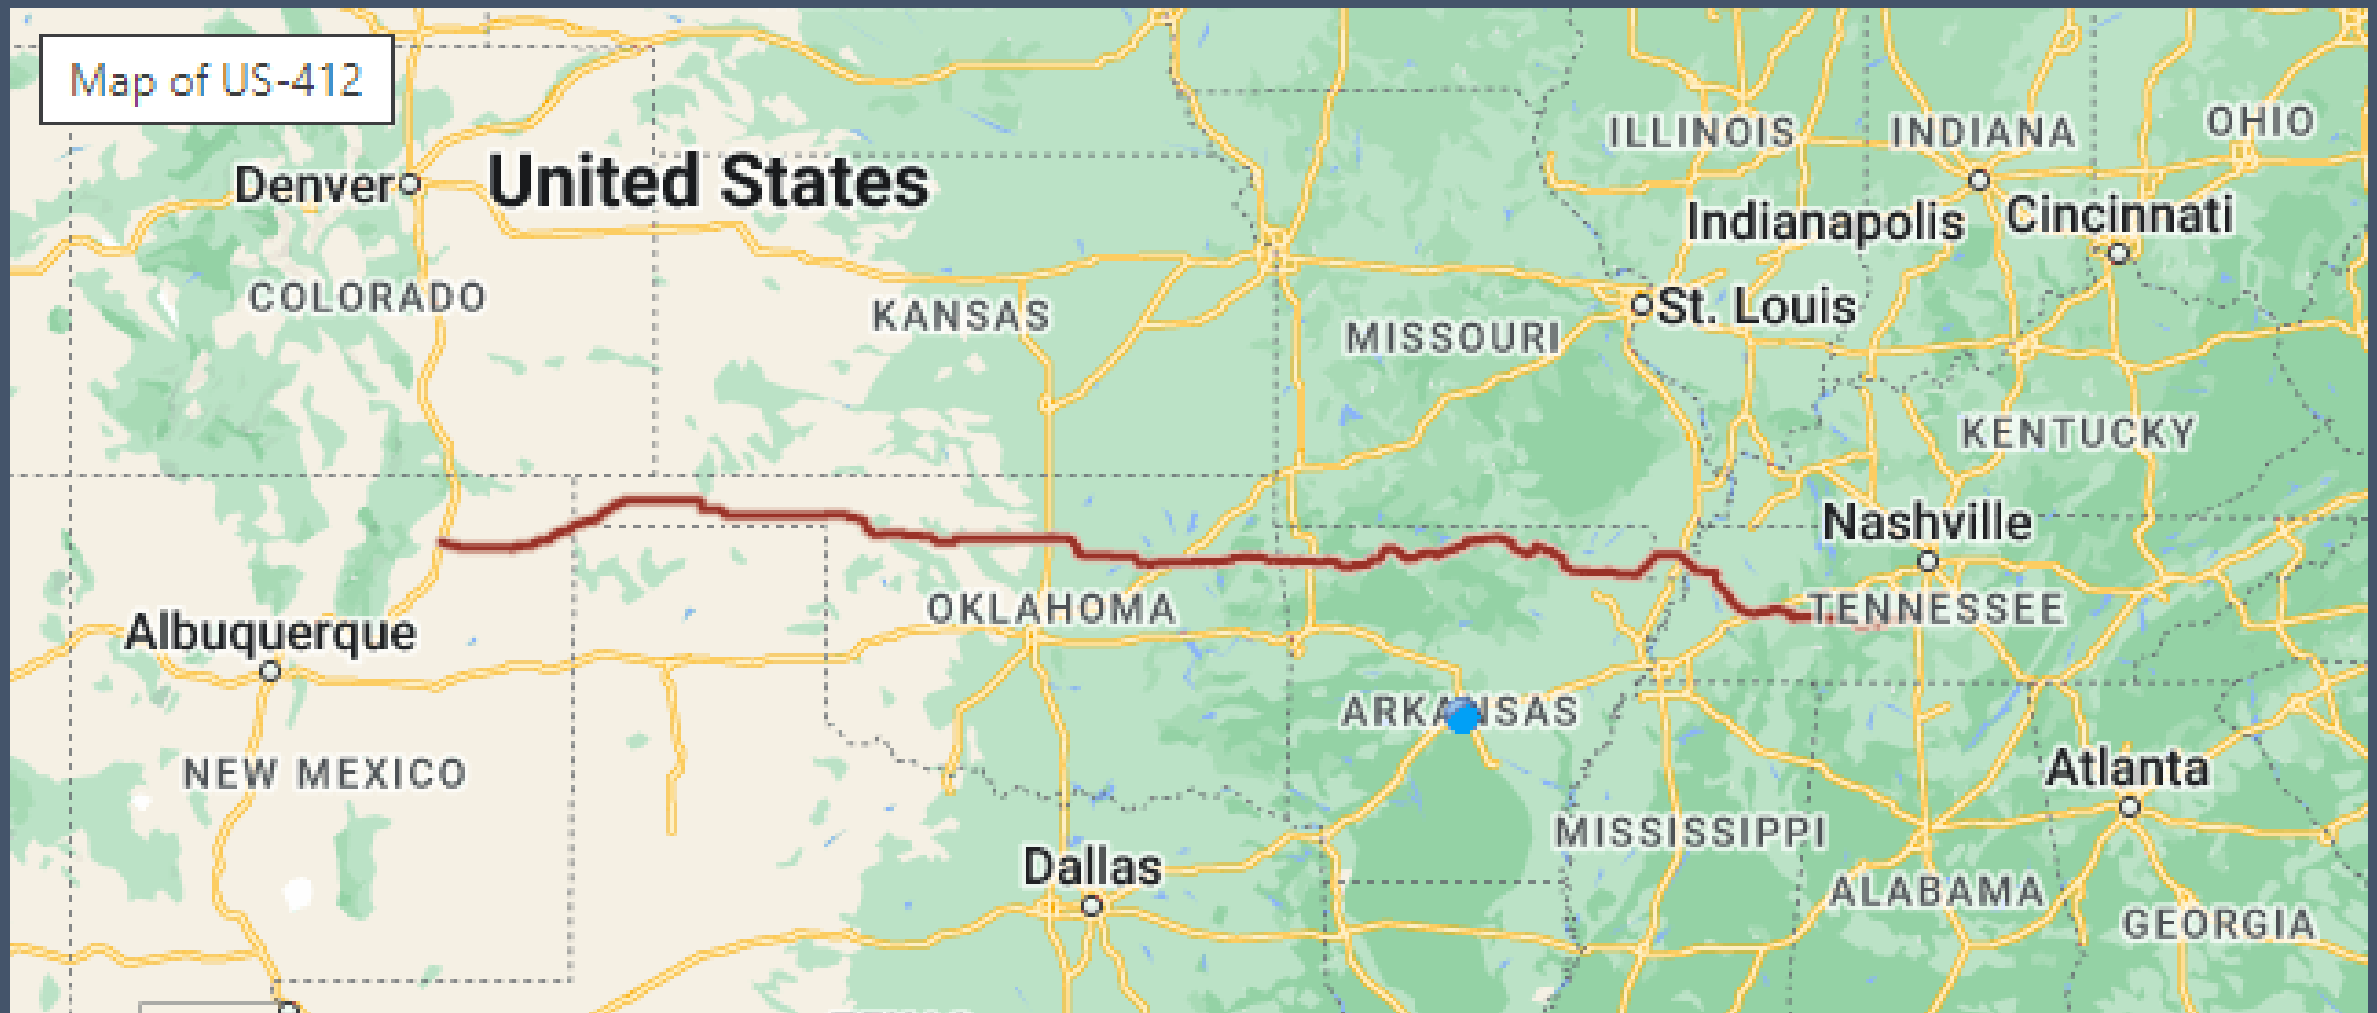 Map of US-412
ILLINOIS
INDIANA
OHIO
Denver
United States
Indianapolis
Cincinnati
COLORADO
KANSAS
St. Louis
MISSOURI
KENTUCKY
Nashville
OKLAHOMA
TENNESSEE
Albuquerque
ARKANSAS
NEW MEXICO
Atlanta
MISSISSIPPI
Dallas
ALABAMA
GEORGIA